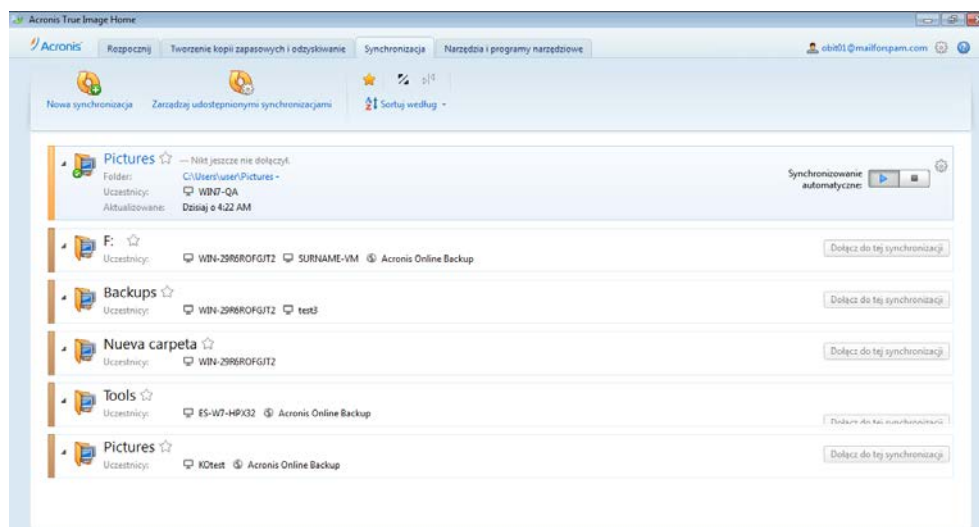 Acronis True Image Home
Acronis
Rozpocznij
Tworzenie kopii zapasowych i odzyskiwanie
Synchronizacja
Narzędzia i programy narzędziowe
obit01@mailforspam.com
Nowa synchronizacja
Zarządzaj udostępnionymi synchronizacjami
Sortuj według
Pictures — Nikt jeszcze nie dołączył.
Folder: C:\Users\user\Pictures
Uczestnicy: WIN7-QA
Aktualizowane: Dzisiaj o 4:22 AM
Synchronizowanie
automatyczne:
F:
Uczestnicy: WIN-29R6ROFGJT2 SURNAME-VM Acronis Online Backup
Dołącz do tej synchronizacji
Backups
Uczestnicy: WIN-29R6ROFGJT2 test3
Dołącz do tej synchronizacji
Nueva carpeta
Uczestnicy: WIN-29R6ROFGJT2
Dołącz do tej synchronizacji
Tools
Uczestnicy: ES-W7-HPX32 Acronis Online Backup
Dołącz do tej synchronizacji
Pictures
Uczestnicy: KOtest Acronis Online Backup
Dołącz do tej synchronizacji